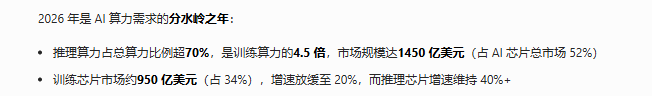 2026 年是 AI 算力需求的分水岭之年：
• 推理算力占总算力比例超70%，是训练算力的4.5 倍，市场规模达1450 亿美元（占 AI 芯片总市场 52%）
• 训练芯片市场约950 亿美元（占 34%），增速放缓至 20%，而推理芯片增速维持 40%+